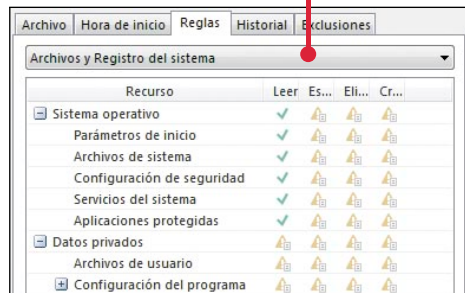 Archivo Hora de inicio Reglas Historial Exclusiones
Archivos y Registro del sistema
Recurso Leer Es... Eli... Cr...
Sistema operativo
Parámetros de inicio
Archivos de sistema
Configuración de seguridad
Servicios del sistema
Aplicaciones protegidas
Datos privados
Archivos de usuario
Configuración del programa